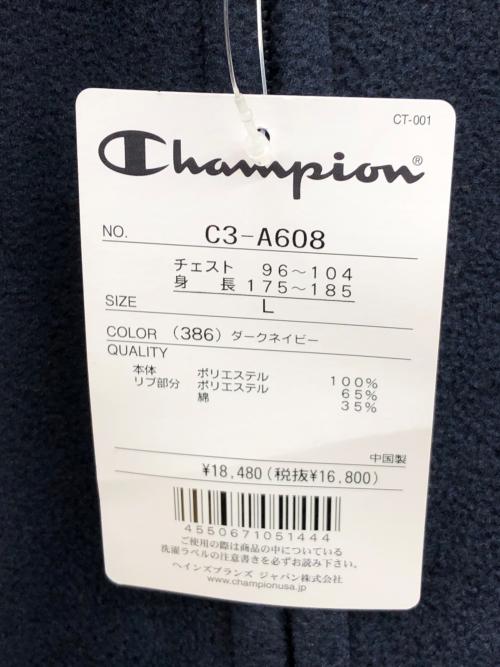 CT-001
Champion®
NO. C3-A608
チェスト 96～104
身 長 175～185
SIZE L
COLOR (386) ダークネイビー
QUALITY
本体 ポリエステル 100%
リブ部分 ポリエステル 65%
綿 35%
中国製
¥18,480(税抜¥16,800)
4550671051444
ご使用の際は商品の中についている
洗濯ラベルの注意書きを必ずお読み下さい。
ヘインズブランズ ジャパン株式会社
www.championusa.jp